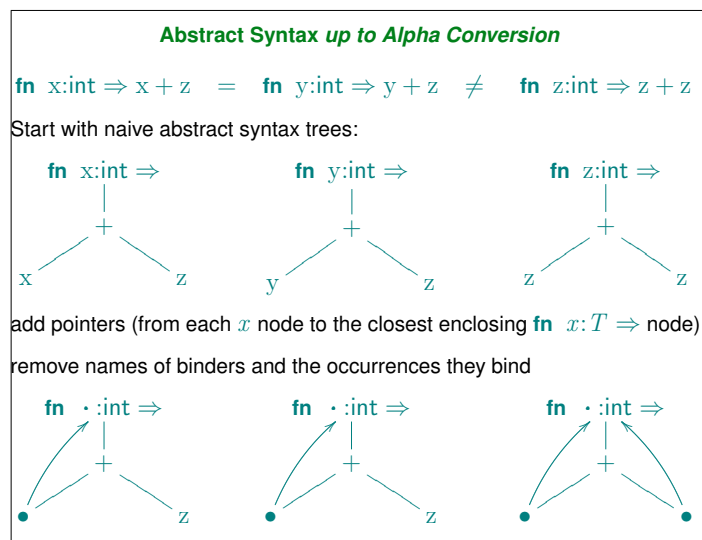 Abstract Syntax up to Alpha Conversion
fn x:int ⇒ x + z = fn y:int ⇒ y + z ≠ fn z:int ⇒ z + z
Start with naive abstract syntax trees:
fn x:int ⇒ fn y:int ⇒ fn z:int ⇒
+ + +
x z y z z z
add pointers (from each x node to the closest enclosing fn x:T ⇒ node)
remove names of binders and the occurrences they bind
fn · :int ⇒ fn · :int ⇒ fn · :int ⇒
+ + +
• z • z • •